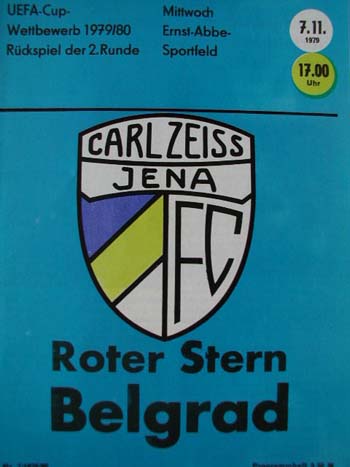 UEFA-Cup-
Wettbewerb 1979/80
Rückspiel der 2. Runde
Mittwoch
Ernst-Abbe-
Sportfeld
7.11.
1979
17.00
Uhr
CARL ZEISS
JENA
FC
Roter Stern
Belgrad